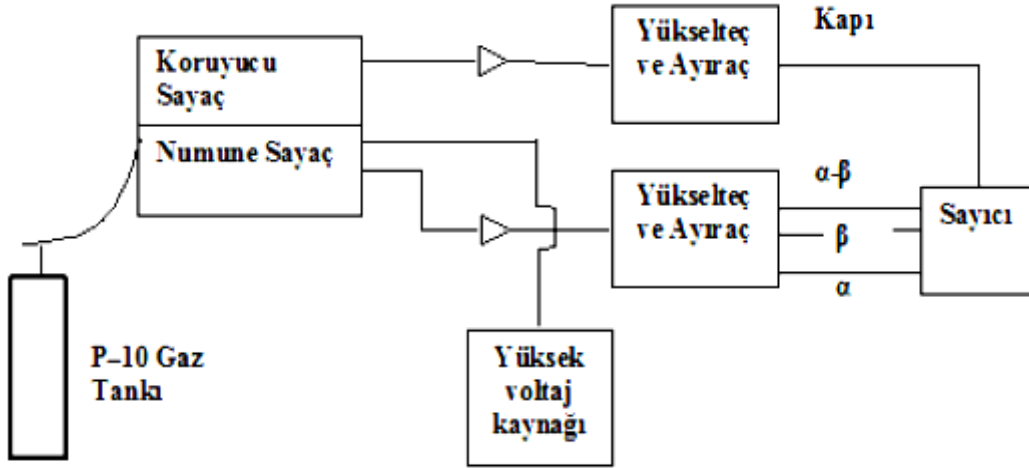 Koruyucu
Sayaç
Numune Sayaç
Yükselteç
ve Ayıraç
Kapı
Yükselteç
ve Ayıraç
α-β
β
α
Sayıcı
P–10 Gaz
Tankı
Yüksek
voltaj
kaynağı